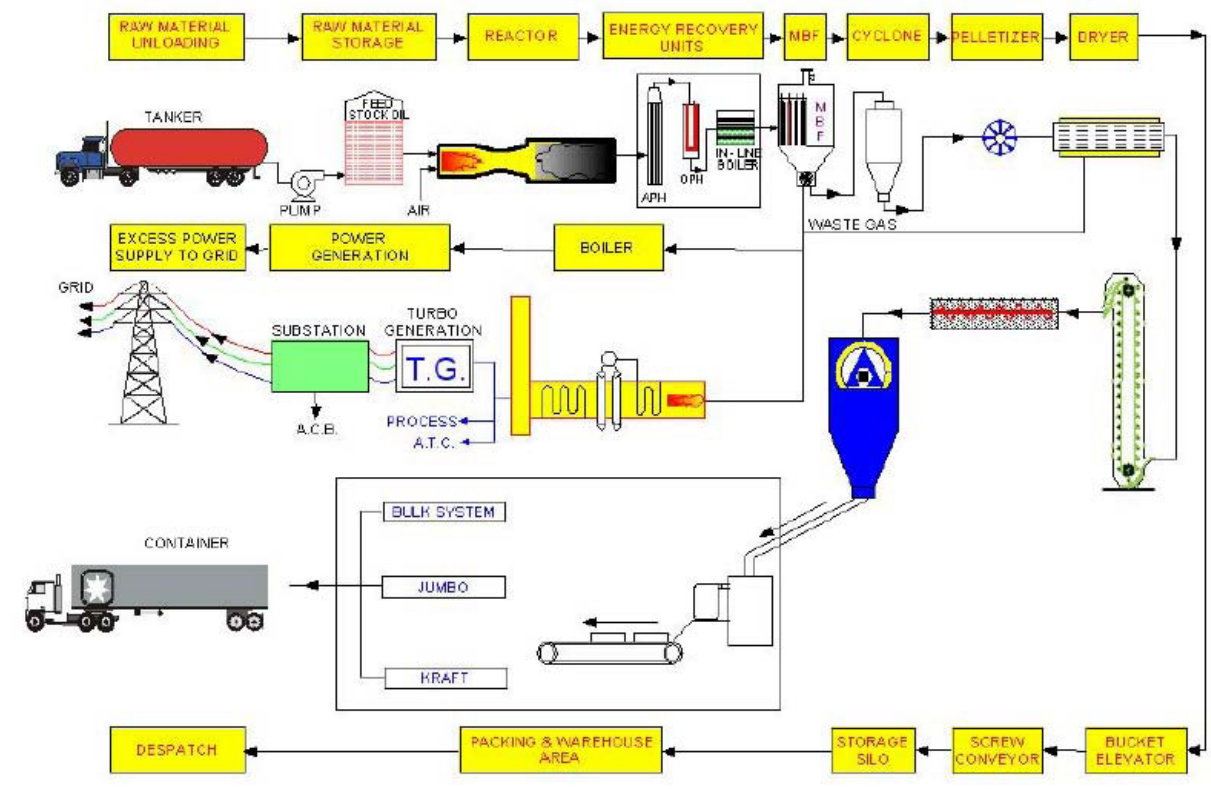 RAW MATERIAL
UNLOADING
RAW MATERIAL
STORAGE
REACTOR
ENERGY RECOVERY
UNITS
MBF
CYCLONE
PELLETIZER
DRYER
TANKER
FEED
STOCK OIL
PUMP
AIR
APH
OPH
IN-LINE
BOILER
M
B
F
WASTE GAS
EXCESS POWER
SUPPLY TO GRID
POWER
GENERATION
BOILER
GRID
SUBSTATION
TURBO
GENERATION
T.G.
PROCESS
A.T.C.
A.C.B.
BULK SYSTEM
JUMBO
KRAFT
CONTAINER
DESPATCH
PACKING & WAREHOUSE
AREA
STORAGE
SILO
SCREW
CONVEYOR
BUCKET
ELEVATOR